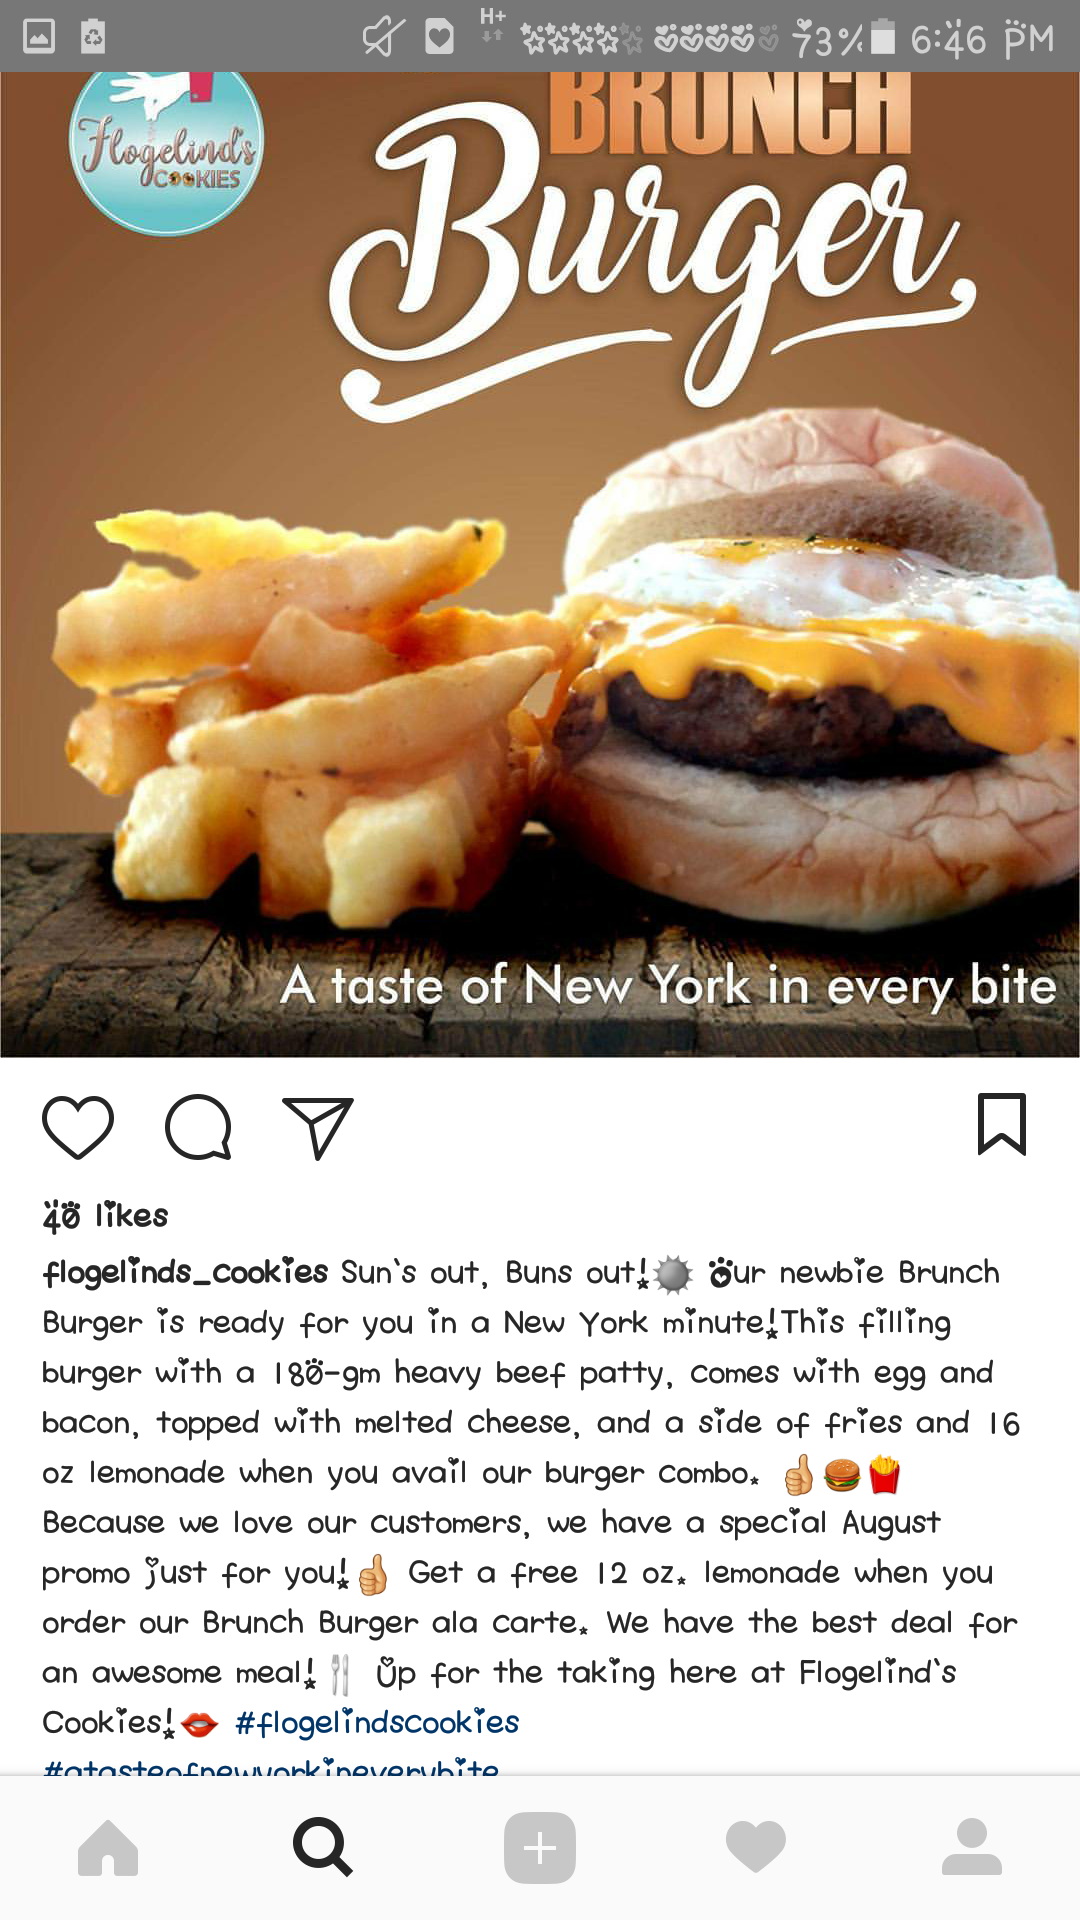 H+
73% 6:46 PM
BRUNCH
Burger
Flogelind's
COOKIES
A taste of New York in every bite
40 likes
flogelinds_cookies Sun's out, Buns out! Our newbie Brunch
Burger is ready for you in a New York minute!This filling
burger with a 180-gm heavy beef patty, comes with egg and
bacon, topped with melted cheese, and a side of fries and 16
oz lemonade when you avail our burger combo. 👍🍔🍟
Because we love our customers, we have a special August
promo just for you!👍 Get a free 12 oz. lemonade when you
order our Brunch Burger ala carte. We have the best deal for
an awesome meal!🍴 Up for the taking here at Flogelind's
Cookies!👄 #flogelindscookies
#atasteofnewyorkineverybite